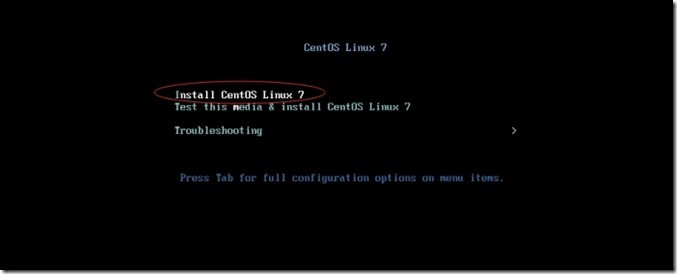 CentOS Linux 7
Install CentOS Linux 7
Test this media & install CentOS Linux 7
Troubleshooting >
Press Tab for full configuration options on menu items.